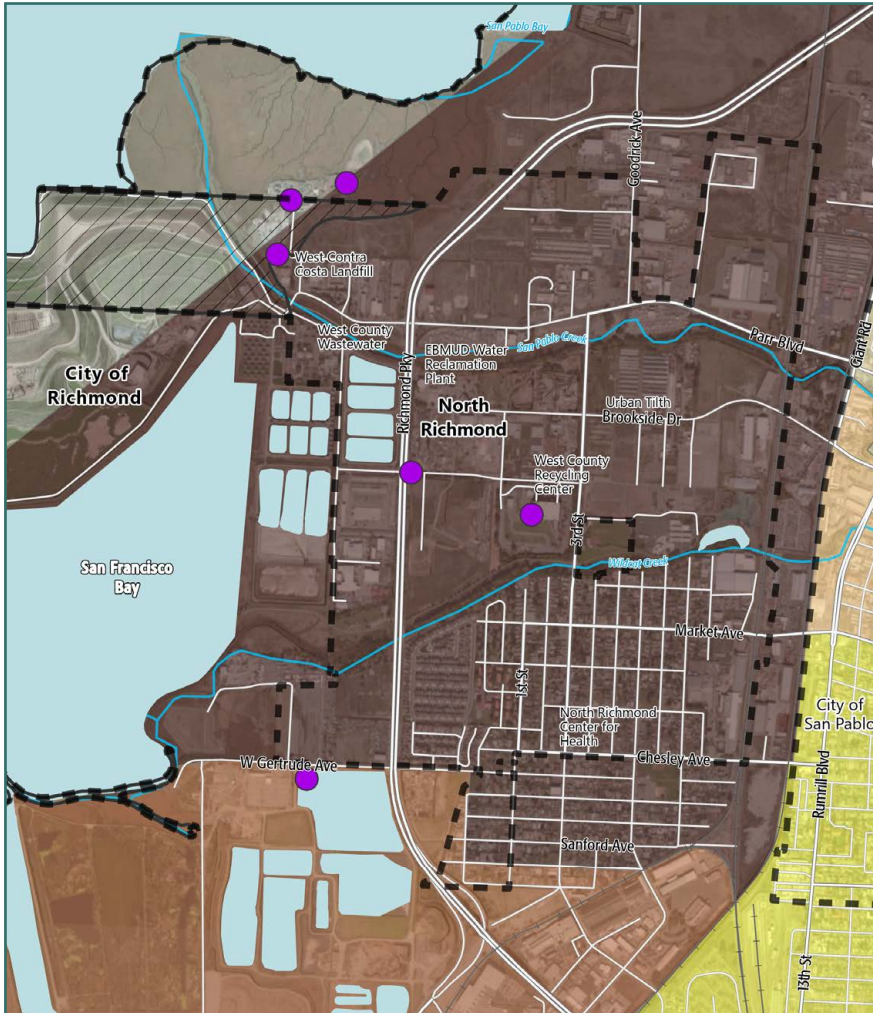 San Pablo Bay
Goodrick Ave
West Contra
Costa Landfill
West County
Wastewater
EBMUD Water
Reclamation
Plant
San Pablo Creek
Parr Blvd
Giant Rd
City of
Richmond
Richmond Pky
North
Richmond
Urban Tilth
Brookside Dr
West County
Recycling
Center
3rd St
San Francisco
Bay
Wildcat Creek
Market Ave
1st St
North Richmond
Center for
Health
City of
San Pablo
W Gertrude Ave
Chesley Ave
Rumrill Blvd
Sanford Ave
13th St